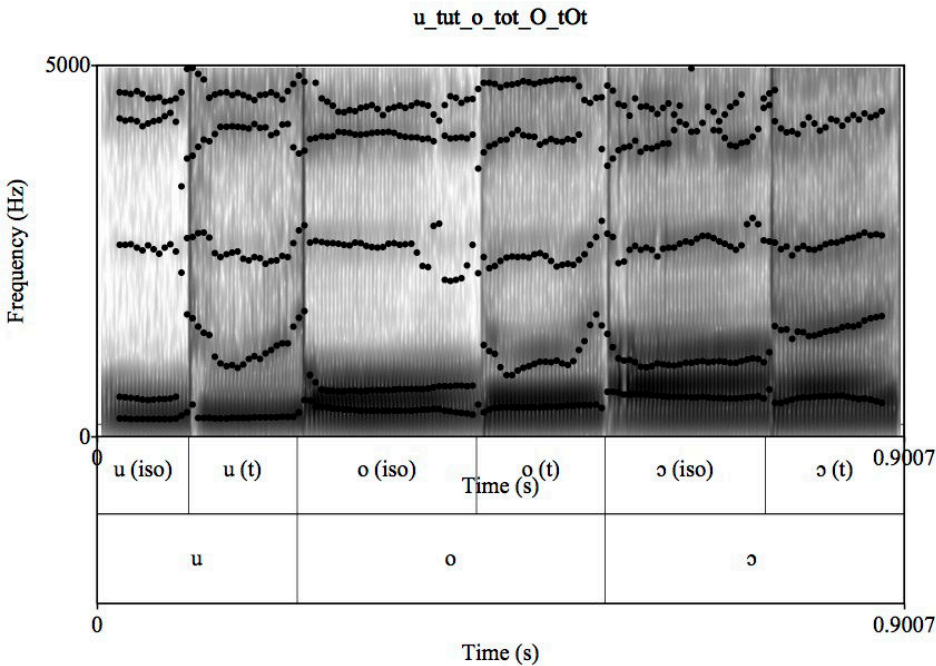 u_tut_o_tot_O_tOt
5000
Frequency (Hz)
0
0
0.9007
Time (s)
u (iso)
u (t)
o (iso)
o (t)
ɔ (iso)
ɔ (t)
u
o
ɔ
0
0.9007
Time (s)